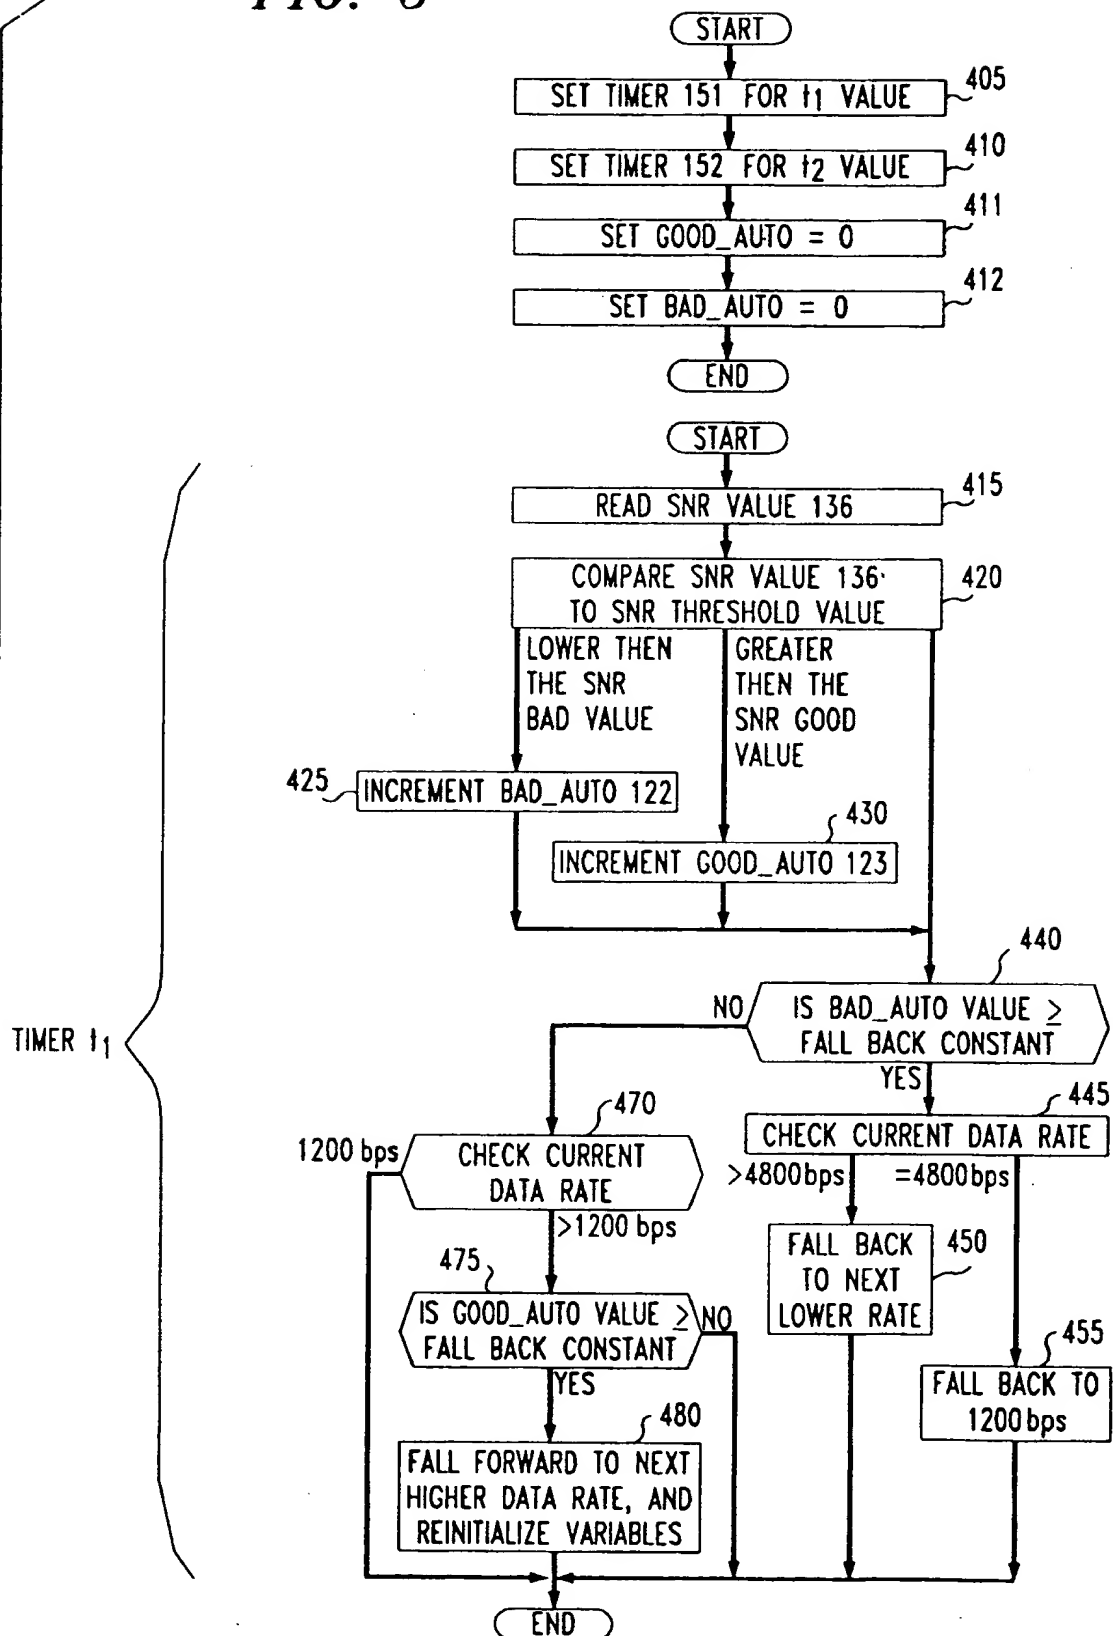 START
SET TIMER 151 FOR t1 VALUE
405
SET TIMER 152 FOR t2 VALUE
410
SET GOOD_AUTO = 0
411
SET BAD_AUTO = 0
412
END
START
READ SNR VALUE 136
415
COMPARE SNR VALUE 136
TO SNR THRESHOLD VALUE
420
LOWER THEN
THE SNR
BAD VALUE
GREATER
THEN THE
SNR GOOD
VALUE
425
INCREMENT BAD_AUTO 122
430
INCREMENT GOOD_AUTO 123
440
NO
IS BAD_AUTO VALUE ≥
FALL BACK CONSTANT
YES
TIMER t1
445
CHECK CURRENT DATA RATE
>4800bps
=4800bps
470
1200 bps
CHECK CURRENT
DATA RATE
>1200 bps
FALL BACK
TO NEXT
LOWER RATE
450
475
IS GOOD_AUTO VALUE ≥
FALL BACK CONSTANT
NO
YES
455
FALL BACK TO
1200bps
480
FALL FORWARD TO NEXT
HIGHER DATA RATE, AND
REINITIALIZE VARIABLES
END